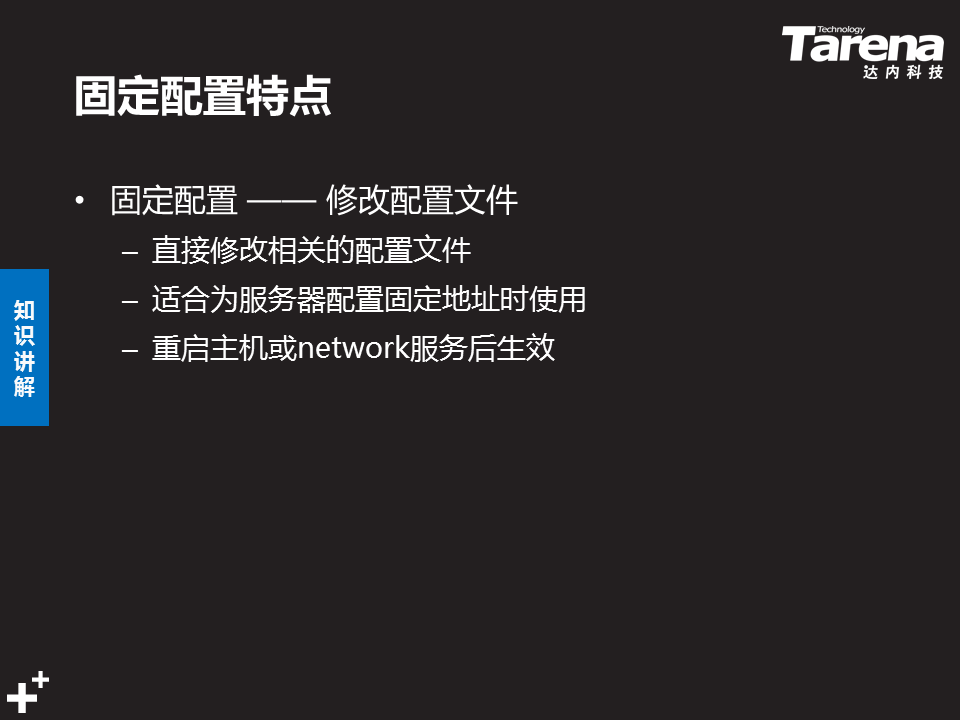 Technology
Tarena
达内科技
固定配置特点
• 固定配置 —— 修改配置文件
– 直接修改相关的配置文件
– 适合为服务器配置固定地址时使用
– 重启主机或network服务后生效
知识讲解